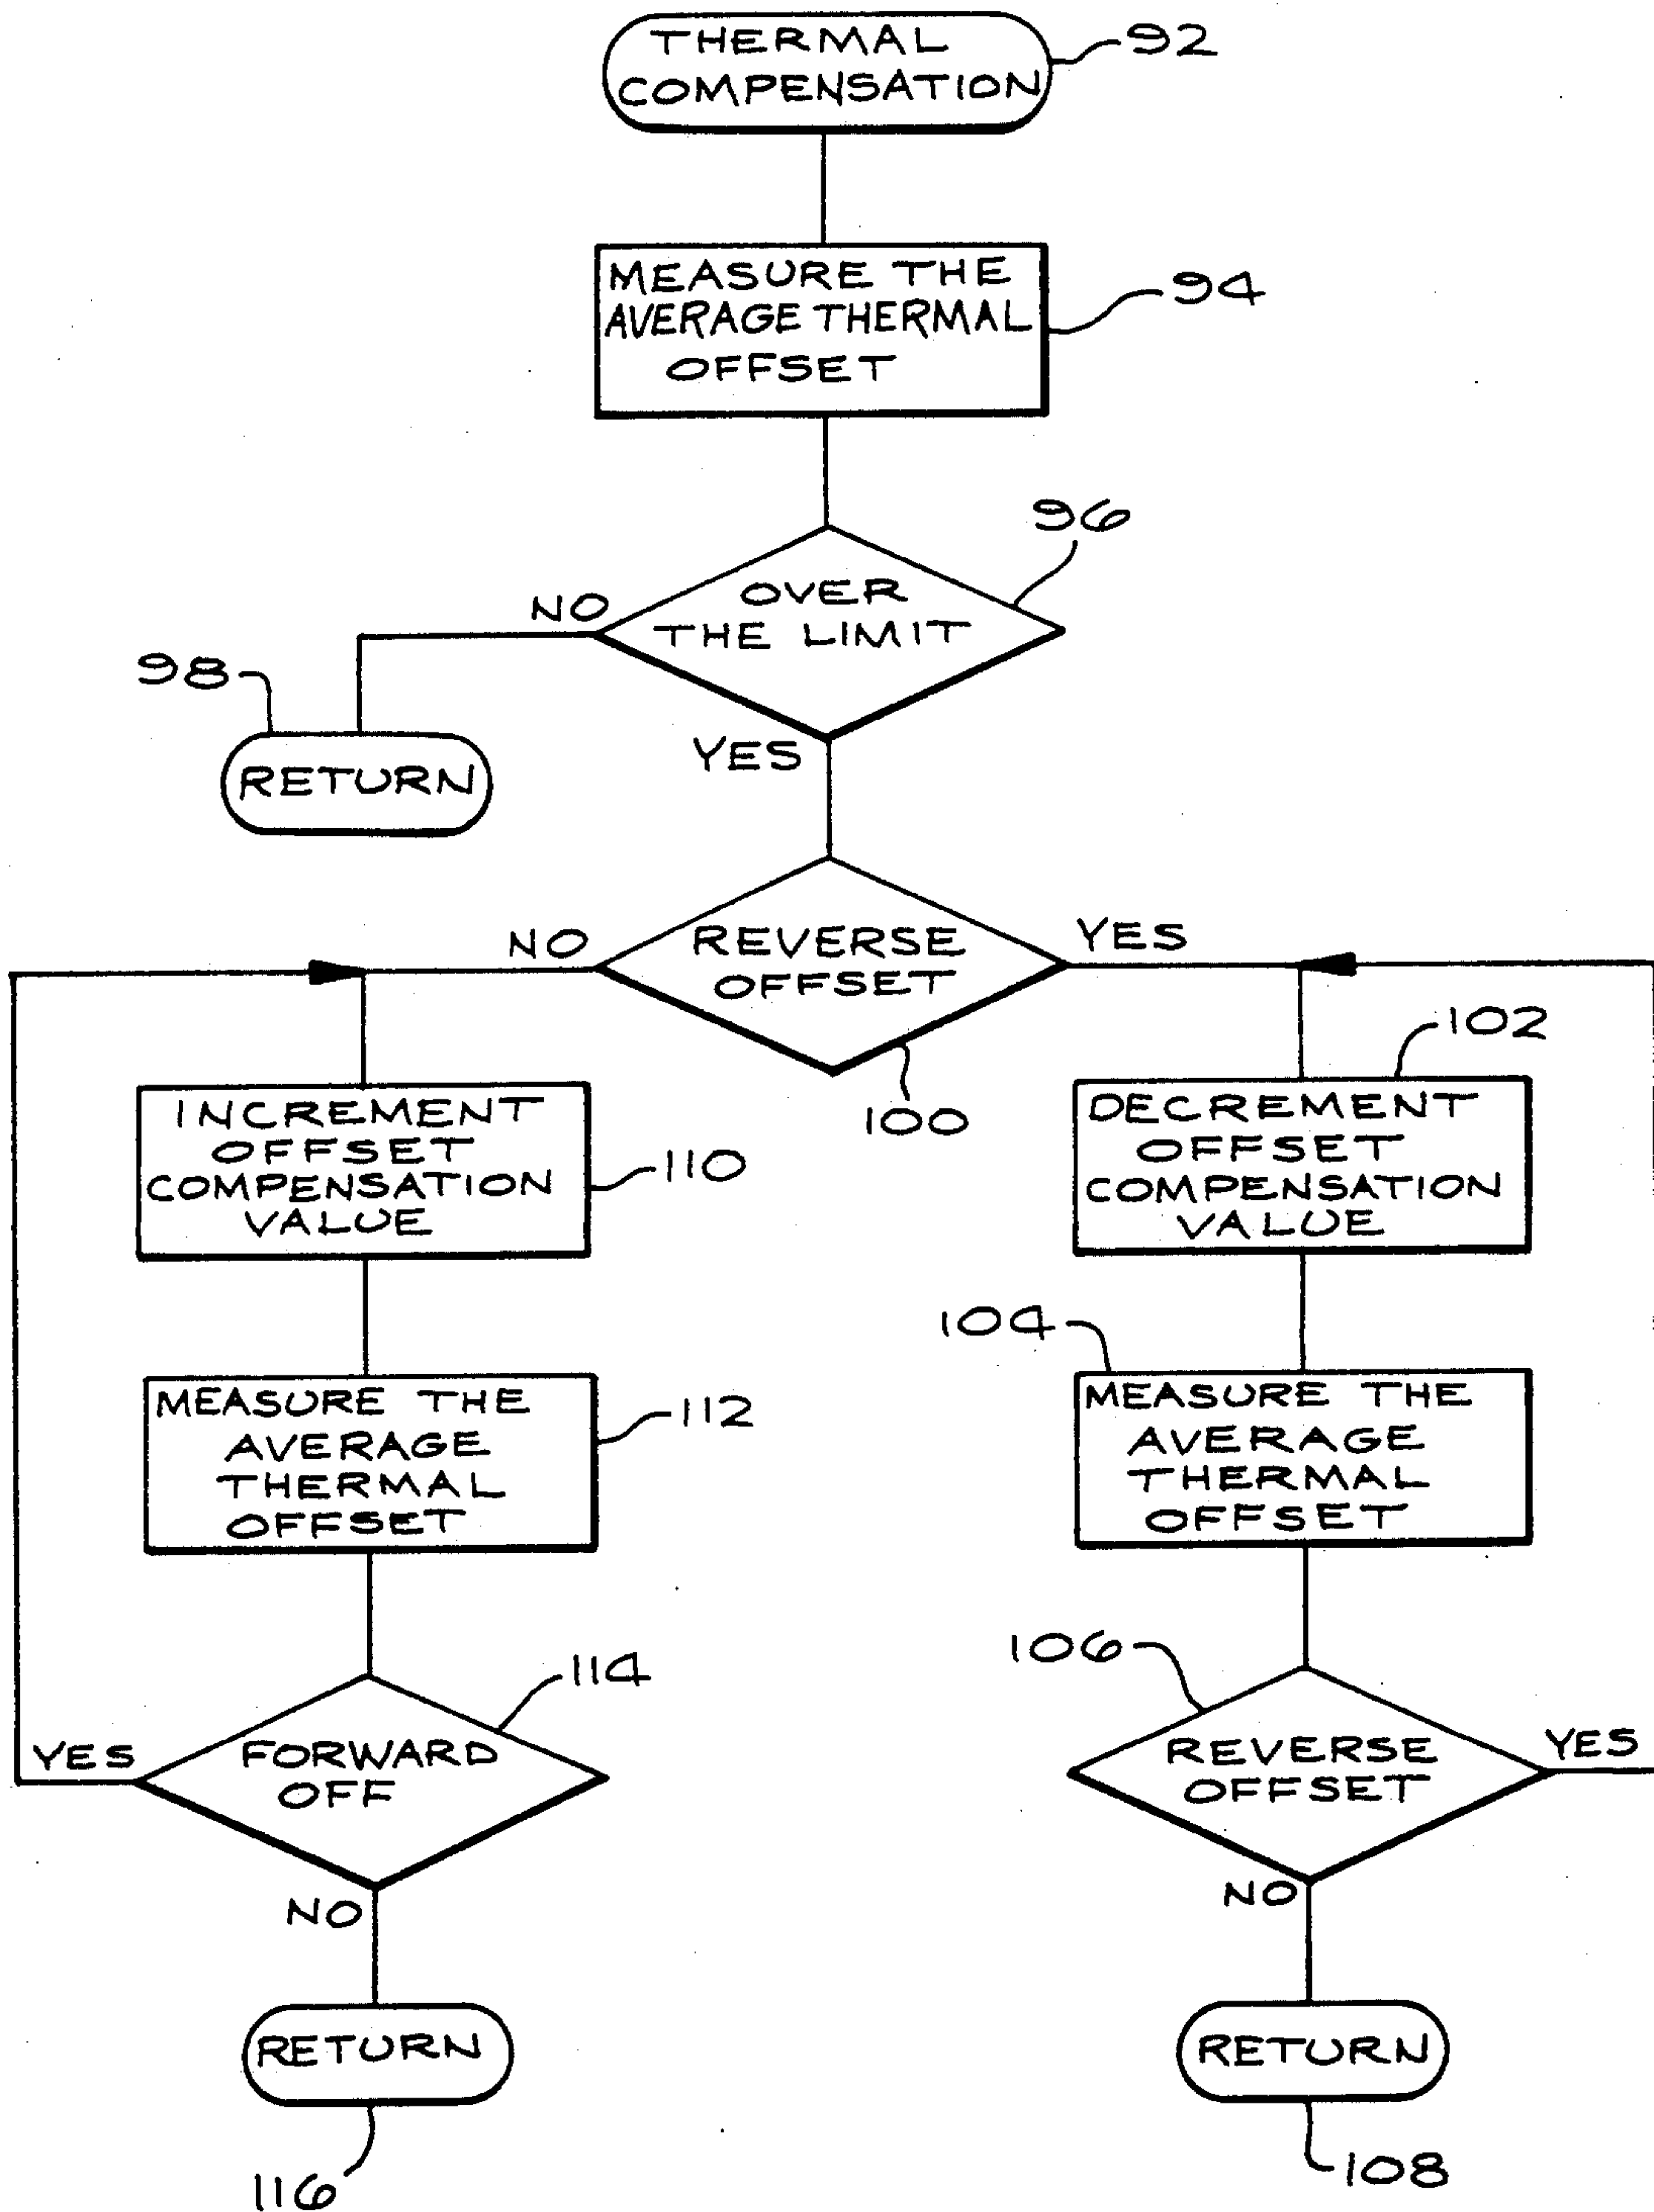 THERMAL
COMPENSATION
92
MEASURE THE
AVERAGE THERMAL
OFFSET
94
96
OVER
THE LIMIT
NO
98
RETURN
YES
REVERSE
OFFSET
NO
YES
100
102
INCREMENT
OFFSET
COMPENSATION
VALUE
110
DECREMENT
OFFSET
COMPENSATION
VALUE
104
MEASURE THE
AVERAGE
THERMAL
OFFSET
112
MEASURE THE
AVERAGE
THERMAL
OFFSET
106
114
FORWARD
OFF
YES
REVERSE
OFFSET
YES
NO
NO
RETURN
RETURN
116
108